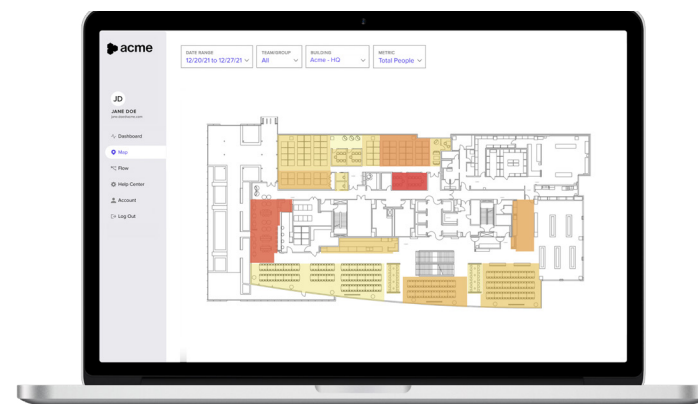 acme
DATE RANGE
12/20/21 to 12/27/21
TEAM/GROUP
All
BUILDING
Acme - HQ
METRIC
Total People
JD
JANE DOE
Dashboard
Map
Flow
Help Center
Account
Log Out